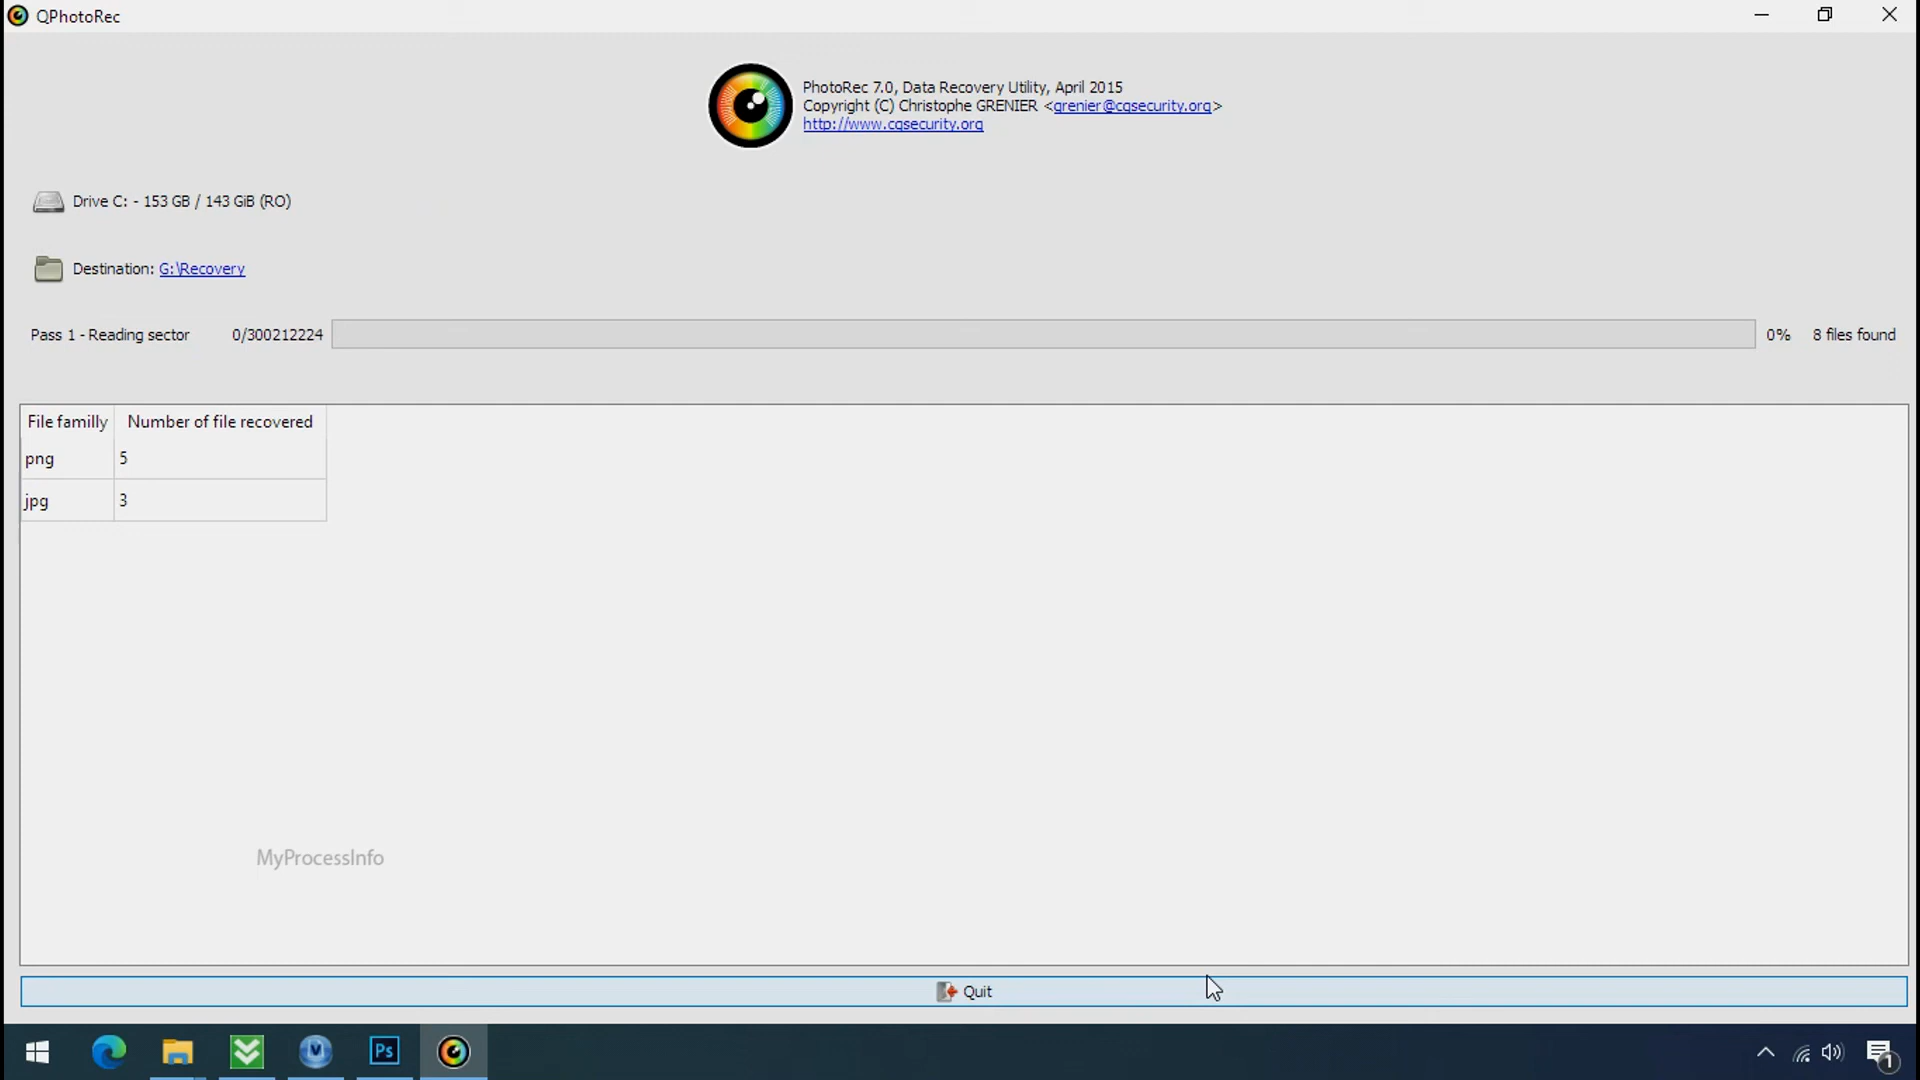 QPhotoRec
PhotoRec 7.0, Data Recovery Utility, April 2015
Copyright (C) Christophe GRENIER <grenier@cgsecurity.org>
http://www.cgsecurity.org
Drive C: - 153 GB / 143 GiB (RO)
Destination: G:\Recovery
Pass 1 - Reading sector 0/300212224 0% 8 files found
File familly Number of file recovered
png 5
jpg 3
MyProcessInfo
Quit
Ps
1